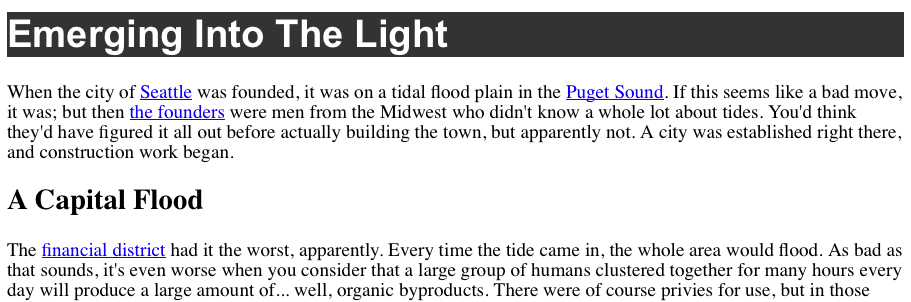 Emerging Into The Light
When the city of Seattle was founded, it was on a tidal flood plain in the Puget Sound. If this seems like a bad move,
it was; but then the founders were men from the Midwest who didn't know a whole lot about tides. You'd think
they'd have figured it all out before actually building the town, but apparently not. A city was established right there,
and construction work began.
A Capital Flood
The financial district had it the worst, apparently. Every time the tide came in, the whole area would flood. As bad as
that sounds, it's even worse when you consider that a large group of humans clustered together for many hours every
day will produce a large amount of... well, organic byproducts. There were of course privies for use, but in those